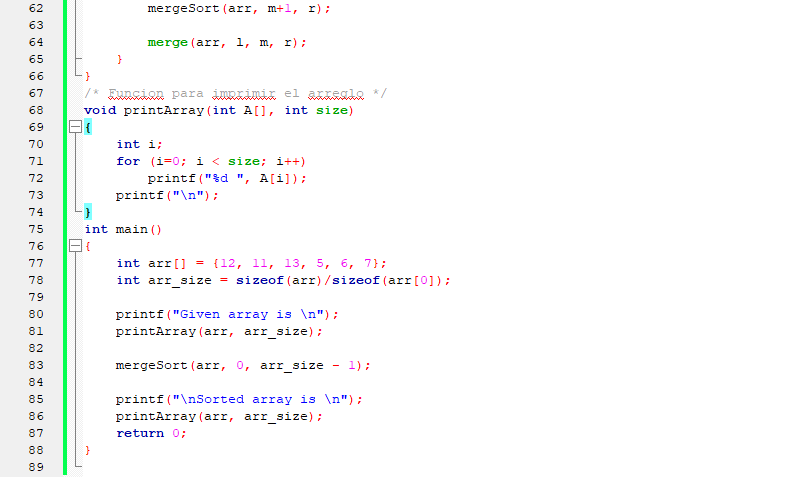 62 mergeSort(arr, m+1, r);
63
64 merge(arr, l, m, r);
65 }
66 }
67 /* Funcion para imprimir el arreglo */
68 void printArray(int A[], int size)
69 {
70 int i;
71 for (i=0; i < size; i++)
72 printf("%d ", A[i]);
73 printf("\n");
74 }
75 int main()
76 {
77 int arr[] = {12, 11, 13, 5, 6, 7};
78 int arr_size = sizeof(arr)/sizeof(arr[0]);
79
80 printf("Given array is \n");
81 printArray(arr, arr_size);
82
83 mergeSort(arr, 0, arr_size - 1);
84
85 printf("\nSorted array is \n");
86 printArray(arr, arr_size);
87 return 0;
88 }
89